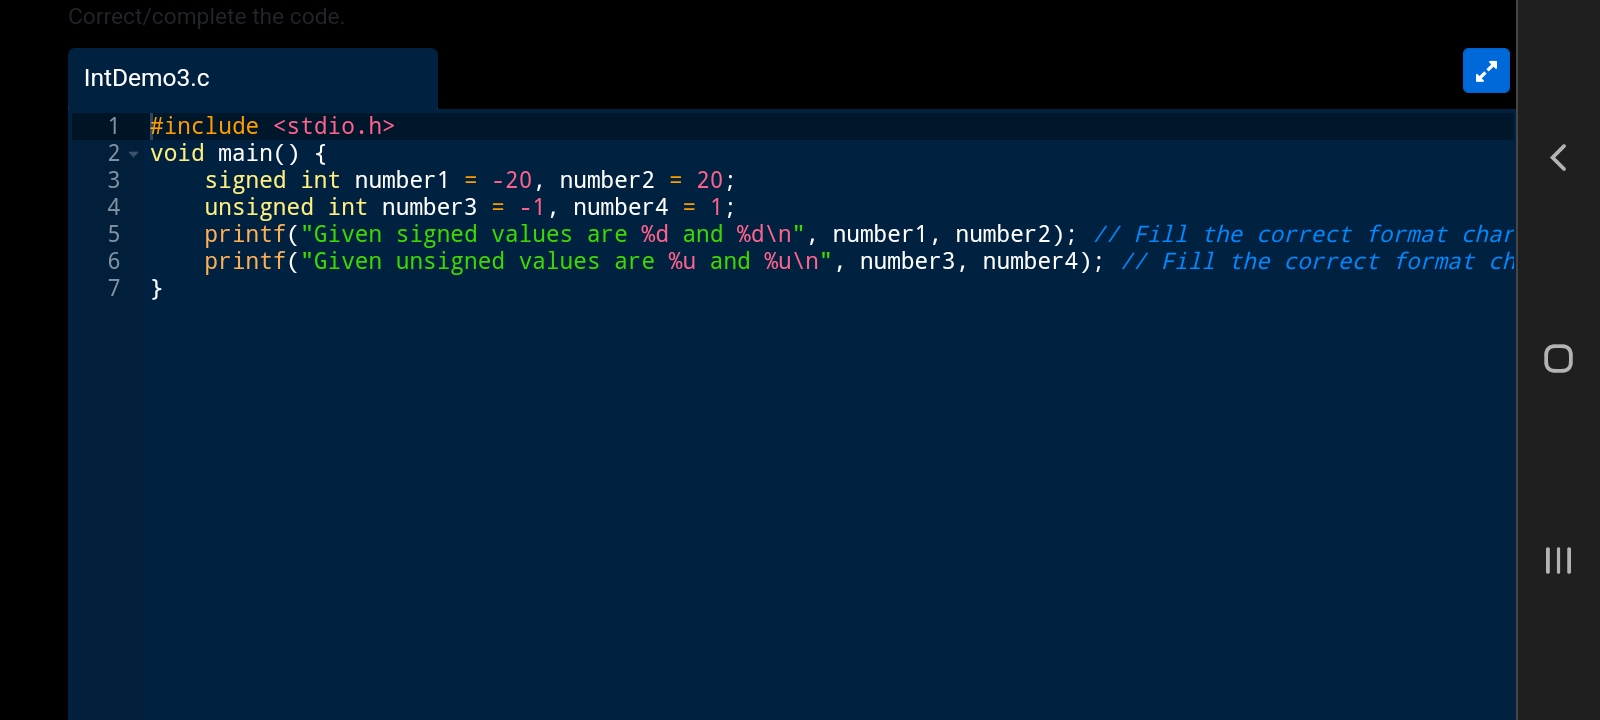 Correct/complete the code.
IntDemo3.c
1 #include <stdio.h>
2 void main() {
3     signed int number1 = -20, number2 = 20;
4     unsigned int number3 = -1, number4 = 1;
5     printf("Given signed values are %d and %d\n", number1, number2); // Fill the correct format char
6     printf("Given unsigned values are %u and %u\n", number3, number4); // Fill the correct format ch
7 }